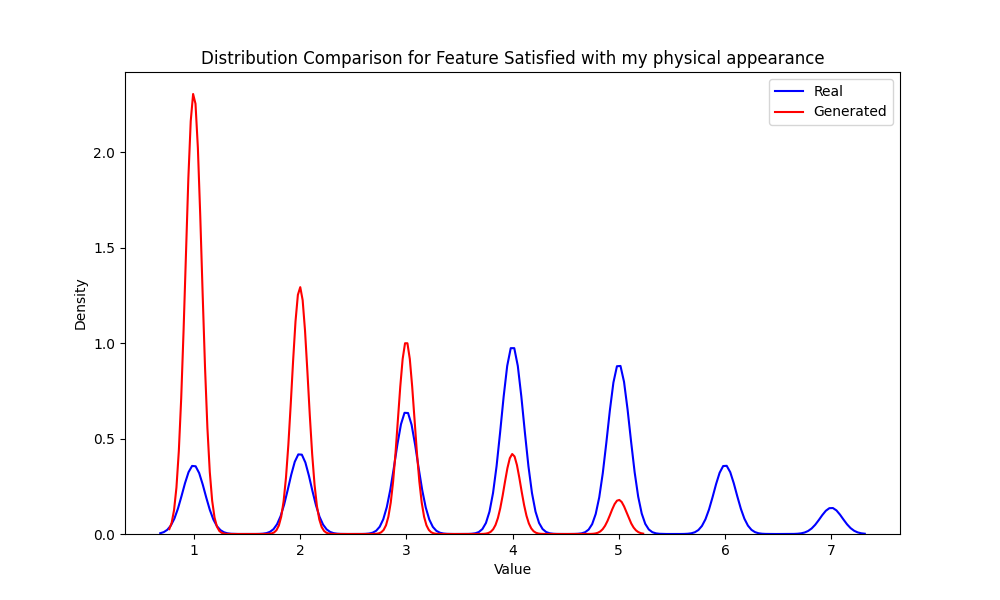 Distribution Comparison for Feature Satisfied with my physical appearance
Real
Generated
2.0
1.5
1.0
0.5
0.0
Density
1 2 3 4 5 6 7
Value